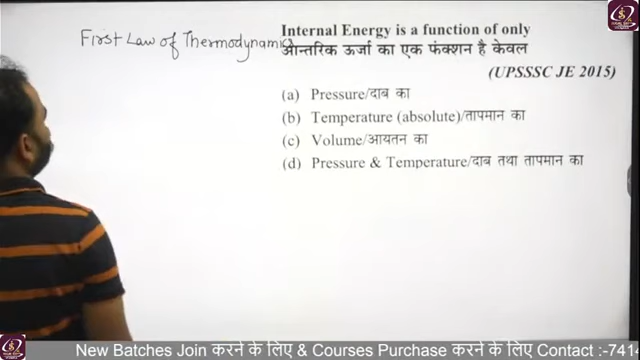 First Law of Thermodynamics
Internal Energy is a function of only
आन्तरिक ऊर्जा का एक फंक्शन है केवल
(UPSSSC JE 2015)
(a) Pressure/दाब का
(b) Temperature (absolute)/तापमान का
(c) Volume/आयतन का
(d) Pressure & Temperature/दाब तथा तापमान का
New Batches Join करने के लिए & Courses Purchase करने के लिए Contact :-7414